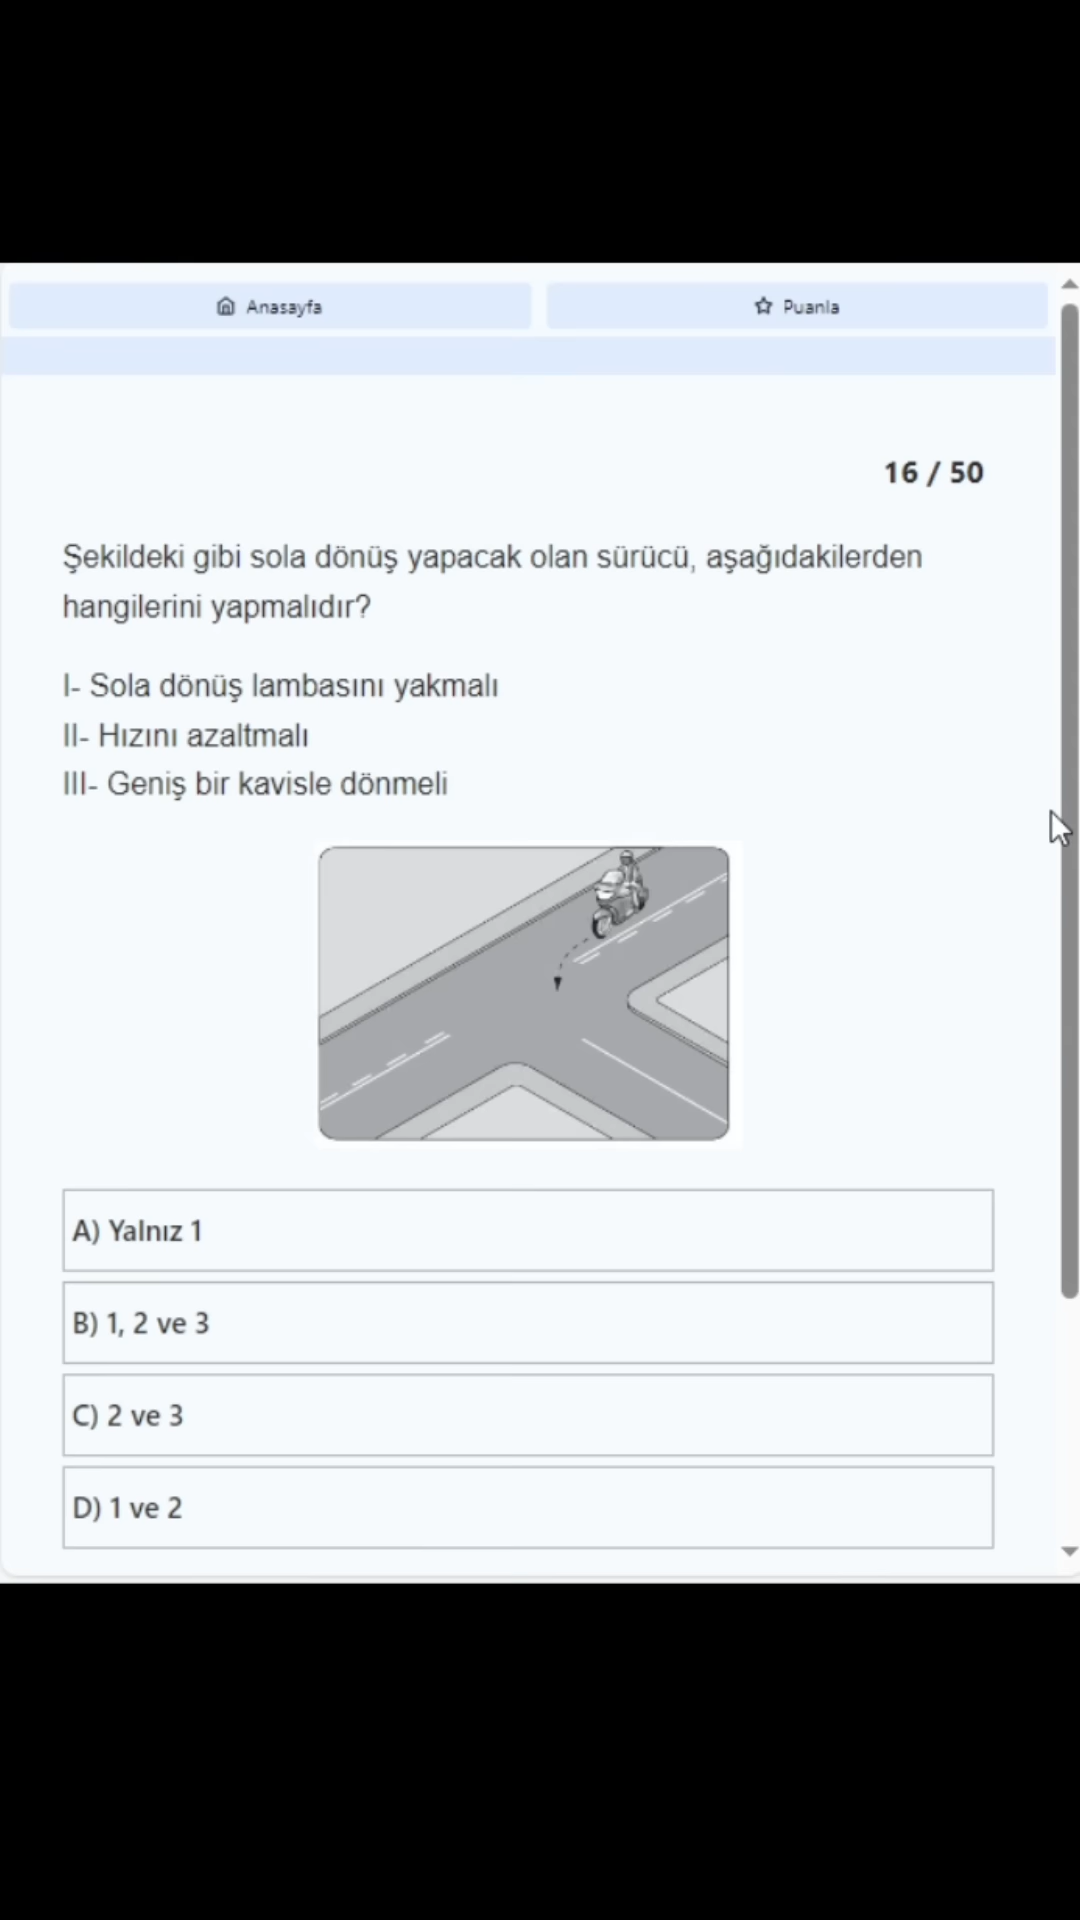 Anasayfa
Puanla
16 / 50
Şekildeki gibi sola dönüş yapacak olan sürücü, aşağıdakilerden
hangilerini yapmalıdır?
I- Sola dönüş lambasını yakmalı
II- Hızını azaltmalı
III- Geniş bir kavisle dönmeli
A) Yalnız 1
B) 1, 2 ve 3
C) 2 ve 3
D) 1 ve 2